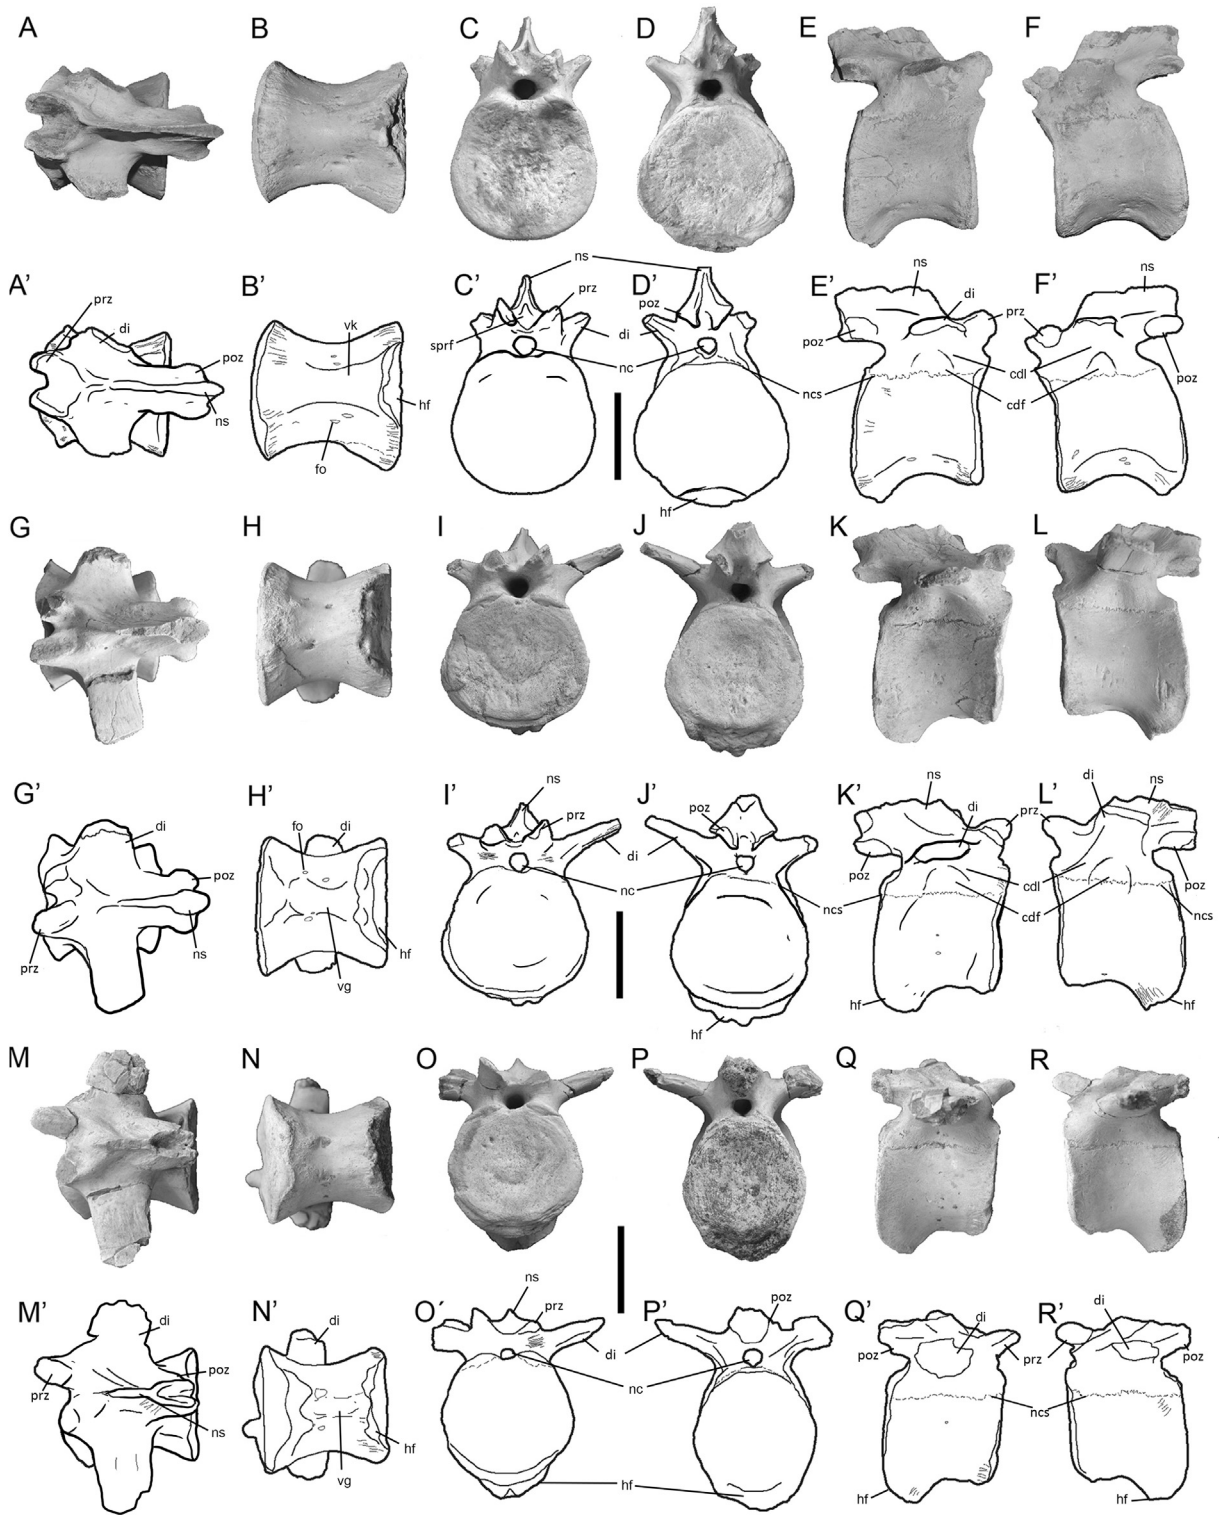 A B C D E F
A' B' C' D' E' F'
prz di poz ns
vk hf fo
ns prz di sprf nc poz hf ncs
ns di prz poz cdl cdf
ns poz
G H I J K L
G' H' I' J' K' L'
di poz ns prz
fo di hf vg
ns prz di nc poz hf ncs
ns di prz poz cdl cdf hf
di ns poz ncs hf
M N O P Q R
M' N' O´ P' Q' R'
di prz poz ns
di hf vg
ns prz di nc hf poz
di poz prz ncs hf
di poz hf